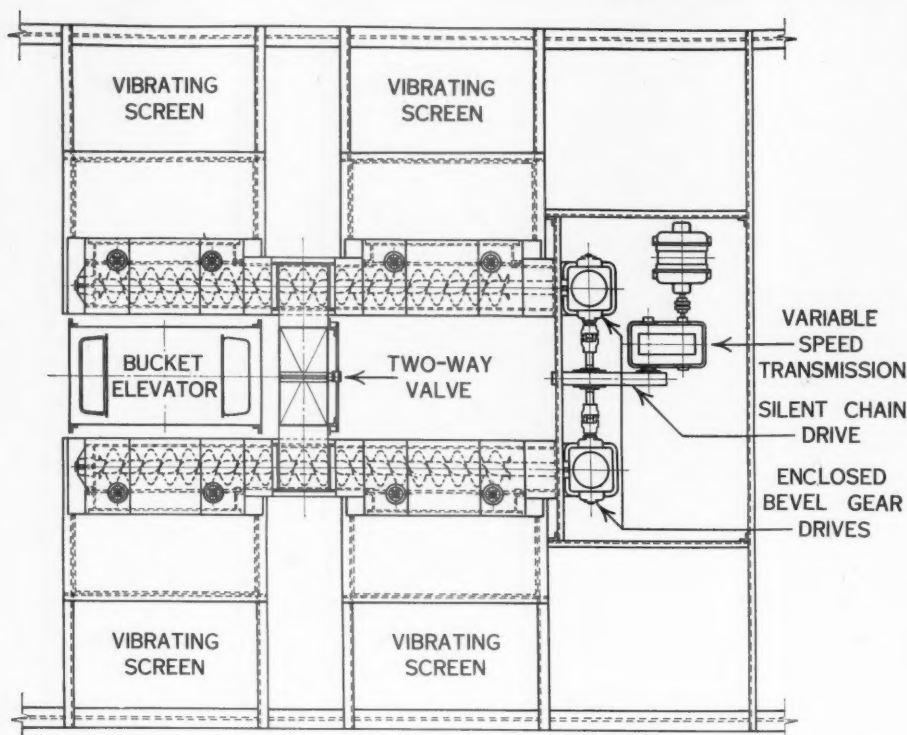 VIBRATING
SCREEN
VIBRATING
SCREEN
BUCKET
ELEVATOR
TWO-WAY
VALVE
VARIABLE
SPEED
TRANSMISSION
SILENT CHAIN
DRIVE
ENCLOSED
BEVEL GEAR
DRIVES
VIBRATING
SCREEN
VIBRATING
SCREEN